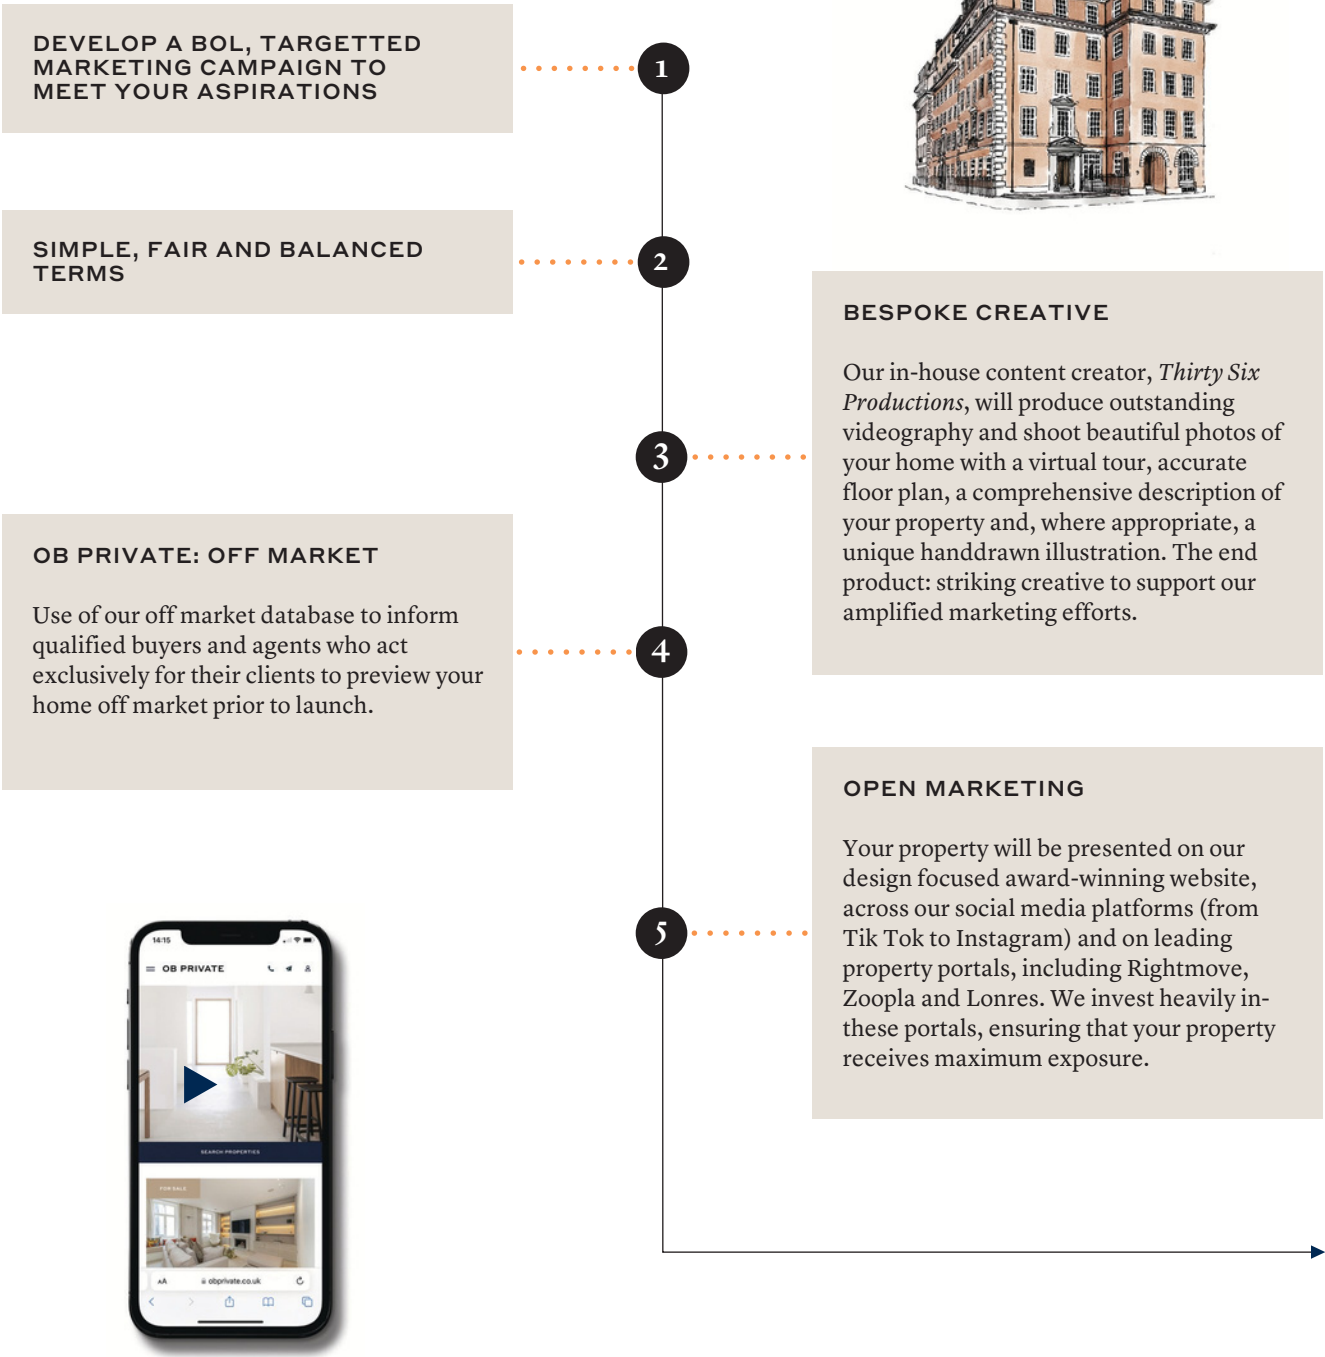 DEVELOP A BOL, TARGETTED
MARKETING CAMPAIGN TO
MEET YOUR ASPIRATIONS
1
SIMPLE, FAIR AND BALANCED
TERMS
2
BESPOKE CREATIVE
Our in-house content creator, Thirty Six
Productions, will produce outstanding
videography and shoot beautiful photos of
your home with a virtual tour, accurate
floor plan, a comprehensive description of
your property and, where appropriate, a
unique handdrawn illustration. The end
product: striking creative to support our
amplified marketing efforts.
3
OB PRIVATE: OFF MARKET
Use of our off market database to inform
qualified buyers and agents who act
exclusively for their clients to preview your
home off market prior to launch.
4
OPEN MARKETING
Your property will be presented on our
design focused award-winning website,
across our social media platforms (from
Tik Tok to Instagram) and on leading
property portals, including Rightmove,
Zoopla and Lonres. We invest heavily in-
these portals, ensuring that your property
receives maximum exposure.
5
14:15
OB PRIVATE
SEARCH PROPERTIES
FOR SALE
AA obprivate.co.uk